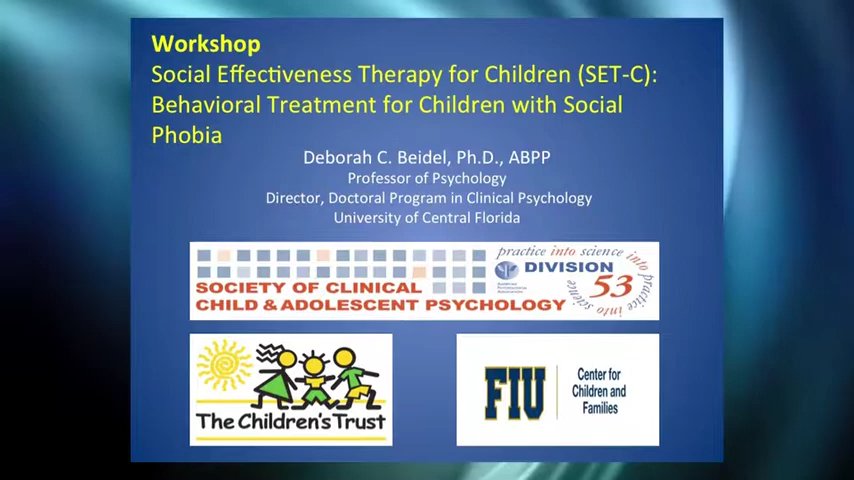 Workshop
Social Effectiveness Therapy for Children (SET-C):
Behavioral Treatment for Children with Social
Phobia
Deborah C. Beidel, Ph.D., ABPP
Professor of Psychology
Director, Doctoral Program in Clinical Psychology
University of Central Florida
practice into science into practice into science
DIVISION
53
SOCIETY OF CLINICAL
CHILD & ADOLESCENT PSYCHOLOGY
The Children's Trust
FIU
Center for
Children and
Families